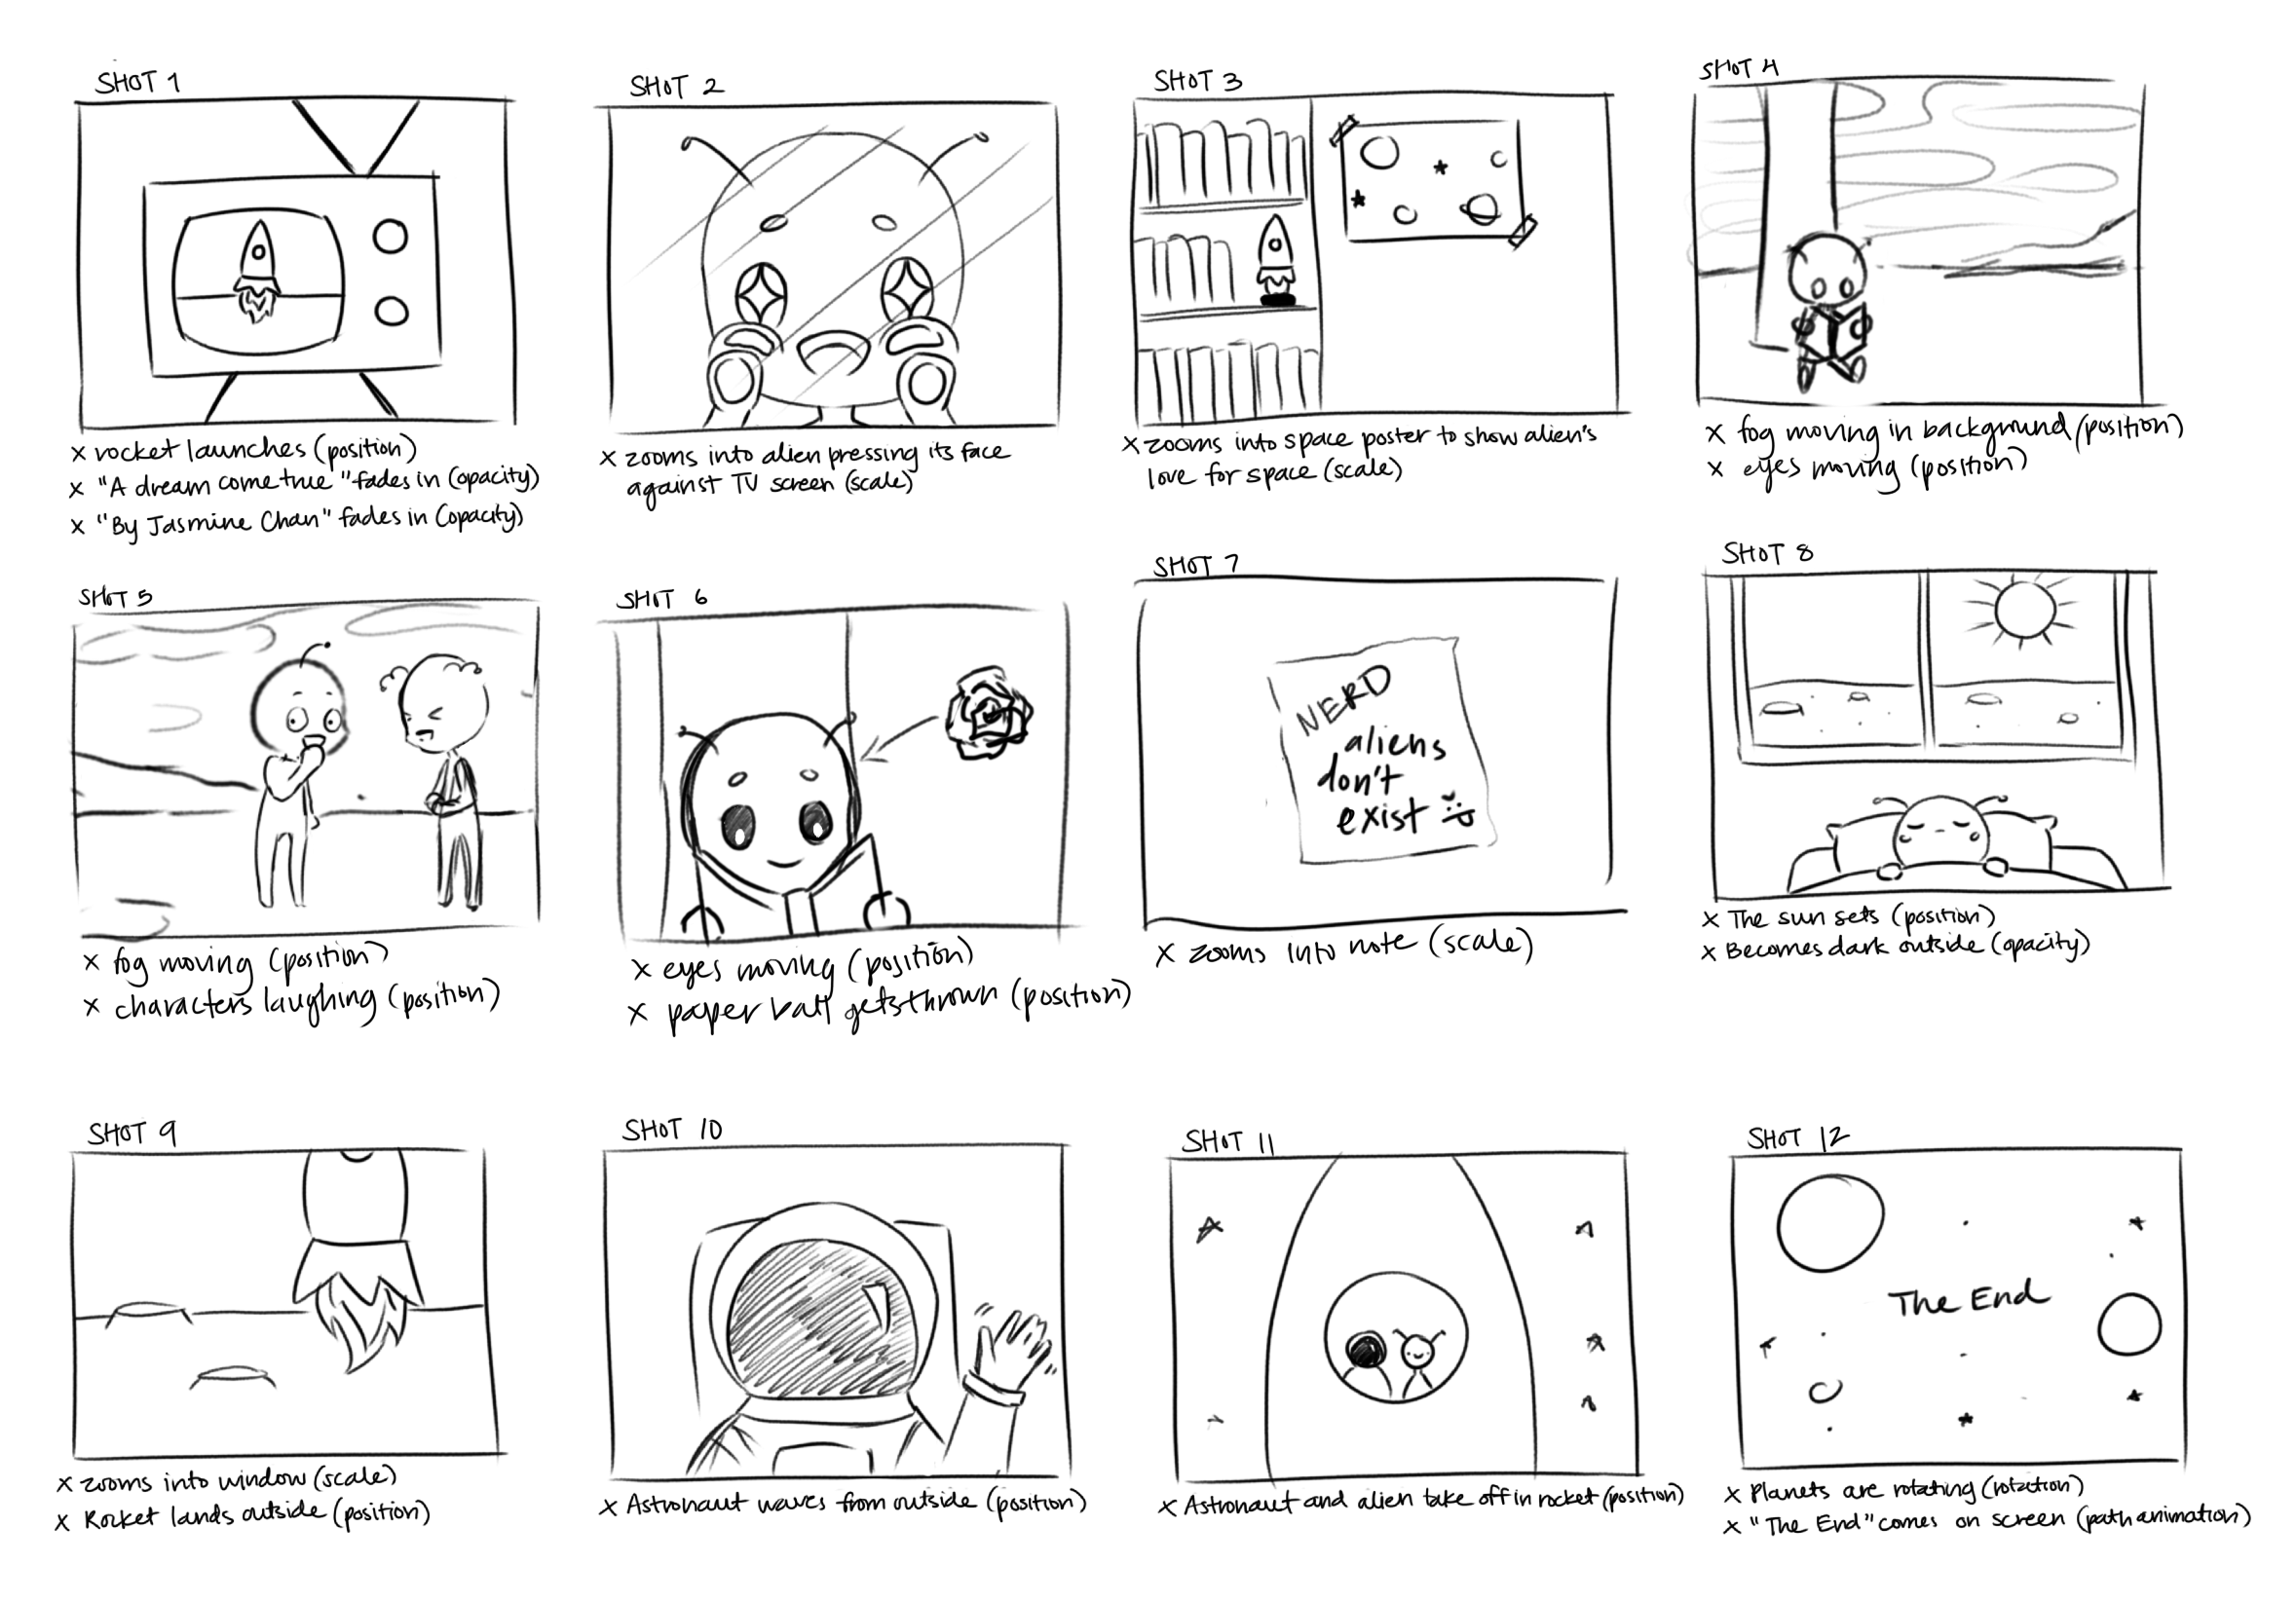 SHOT 1
x rocket launches (position)
x "A dream come true" fades in (opacity)
x "By Jasmine Chan" fades in (opacity)
SHOT 2
x zooms into alien pressing its face
against TV screen (scale)
SHOT 3
x zooms into space poster to show alien's
love for space (scale)
SHOT 4
x fog moving in background (position)
x eyes moving (position)
SHOT 5
x fog moving (position)
x characters laughing (position)
SHOT 6
x eyes moving (position)
x paper ball gets thrown (position)
SHOT 7
NERD
aliens
don't
exist
x zooms into note (scale)
SHOT 8
x The sun sets (position)
x Becomes dark outside (opacity)
SHOT 9
x zooms into window (scale)
x Rocket lands outside (position)
SHOT 10
x Astronaut waves from outside (position)
SHOT 11
x Astronaut and alien take off in rocket (position)
SHOT 12
The End
x Planets are rotating (rotation)
x "The End" comes on screen (path animation)